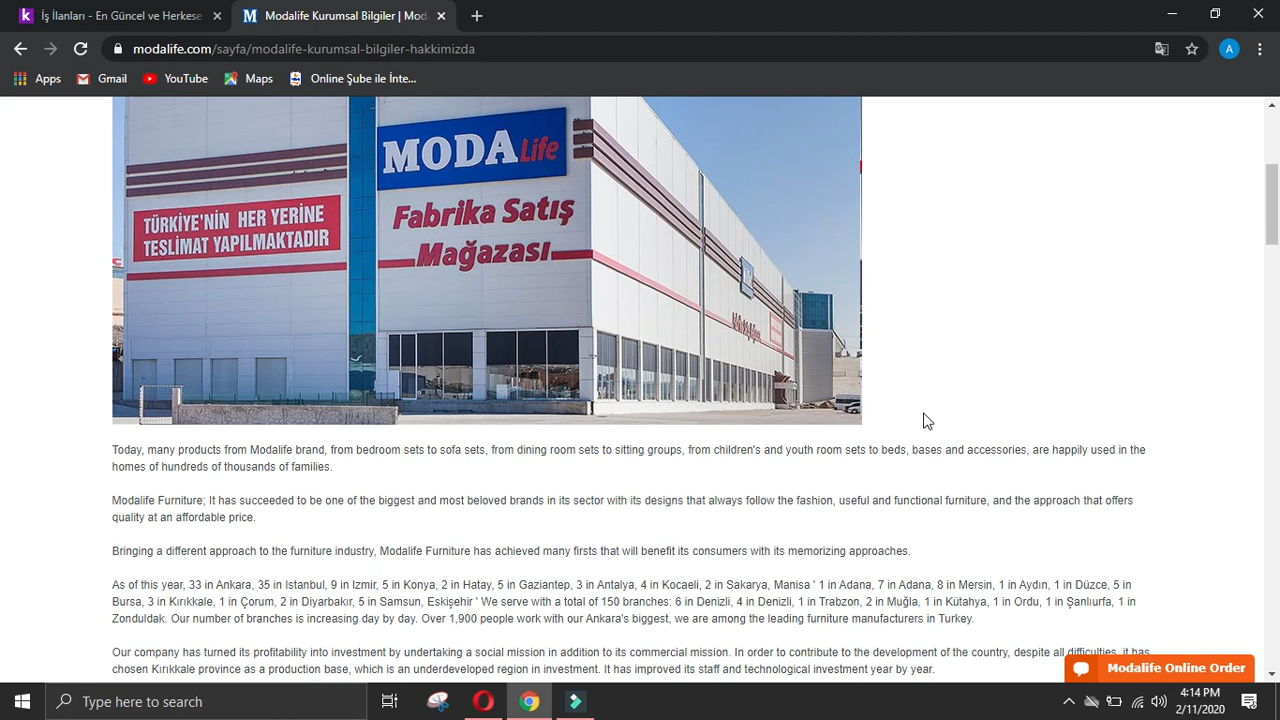 İş İlanları - En Güncel ve Herkese
Modalife Kurumsal Bilgiler | Moda
modalife.com/sayfa/modalife-kurumsal-bilgiler-hakkimizda
A
Apps
Gmail
YouTube
Maps
Online Şube ile İnte...
MODA Life
Fabrika Satış
Mağazası
TÜRKİYE'NİN HER YERİNE
TESLİMAT YAPILMAKTADIR
Today, many products from Modalife brand, from bedroom sets to sofa sets, from dining room sets to sitting groups, from children's and youth room sets to beds, bases and accessories, are happily used in the
homes of hundreds of thousands of families.
Modalife Furniture; It has succeeded to be one of the biggest and most beloved brands in its sector with its designs that always follow the fashion, useful and functional furniture, and the approach that offers
quality at an affordable price.
Bringing a different approach to the furniture industry, Modalife Furniture has achieved many firsts that will benefit its consumers with its memorizing approaches.
As of this year, 33 in Ankara, 35 in Istanbul, 9 in Izmir, 5 in Konya, 2 in Hatay, 5 in Gaziantep, 3 in Antalya, 4 in Kocaeli, 2 in Sakarya, Manisa ' 1 in Adana, 7 in Adana, 8 in Mersin, 1 in Aydın, 1 in Düzce, 5 in
Bursa, 3 in Kırıkkale, 1 in Çorum, 2 in Diyarbakır, 5 in Samsun, Eskişehir ' We serve with a total of 150 branches: 6 in Denizli, 4 in Denizli, 1 in Trabzon, 2 in Muğla, 1 in Kütahya, 1 in Ordu, 1 in Şanlıurfa, 1 in
Zonduldak. Our number of branches is increasing day by day. Over 1,900 people work with our Ankara's biggest, we are among the leading furniture manufacturers in Turkey.
Our company has turned its profitability into investment by undertaking a social mission in addition to its commercial mission. In order to contribute to the development of the country, despite all difficulties, it has
chosen Kırıkkale province as a production base, which is an underdeveloped region in investment. It has improved its staff and technological investment year by year.
Modalife Online Order
Type here to search
4:14 PM
2/11/2020